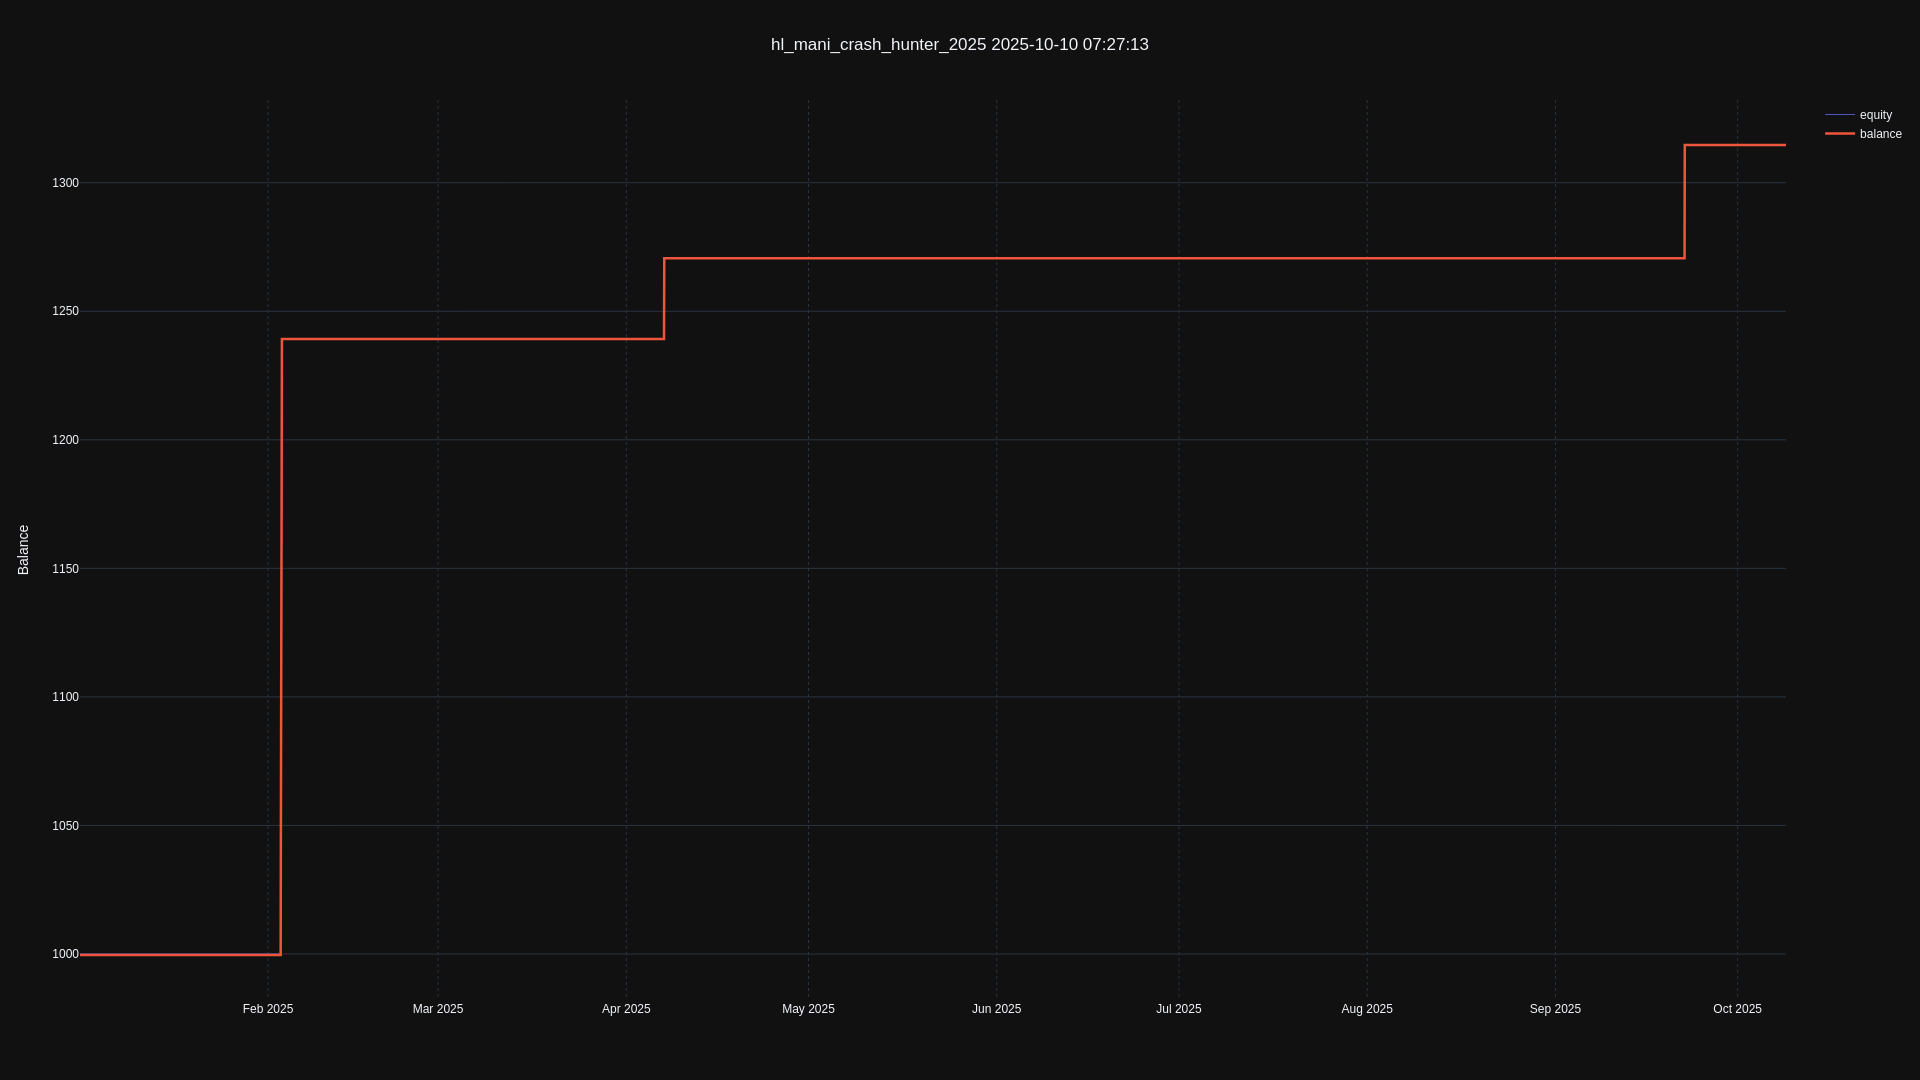 hl_mani_crash_hunter_2025 2025-10-10 07:27:13
equity
balance
1300
1250
1200
1150
1100
1050
1000
Balance
Feb 2025
Mar 2025
Apr 2025
May 2025
Jun 2025
Jul 2025
Aug 2025
Sep 2025
Oct 2025